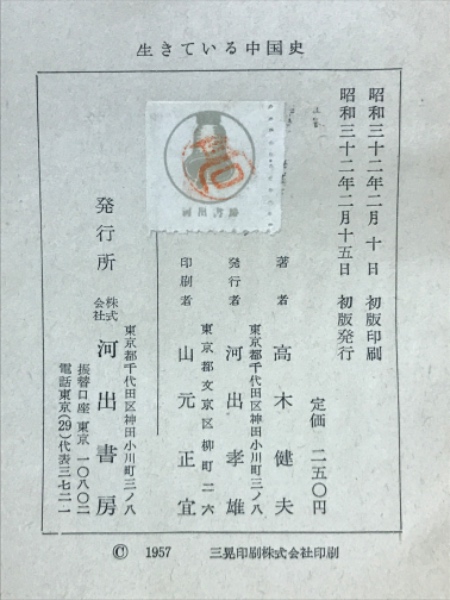 生きている中国史
昭和三十二年二月 十日 初版印刷
昭和三十二年二月十五日 初版発行
定価 二五〇円
著者 高木健夫
東京都千代田区神田小川町三ノ八
発行者 河出孝雄
東京都文京区柳町二六
印刷者 山元正宜
河出書房
発行所
東京都千代田区神田小川町三ノ八
株式会社 河出書房
振替口座 東京 一〇八〇二
電話東京(29)代表三七二一
© 1957 三晃印刷株式会社印刷